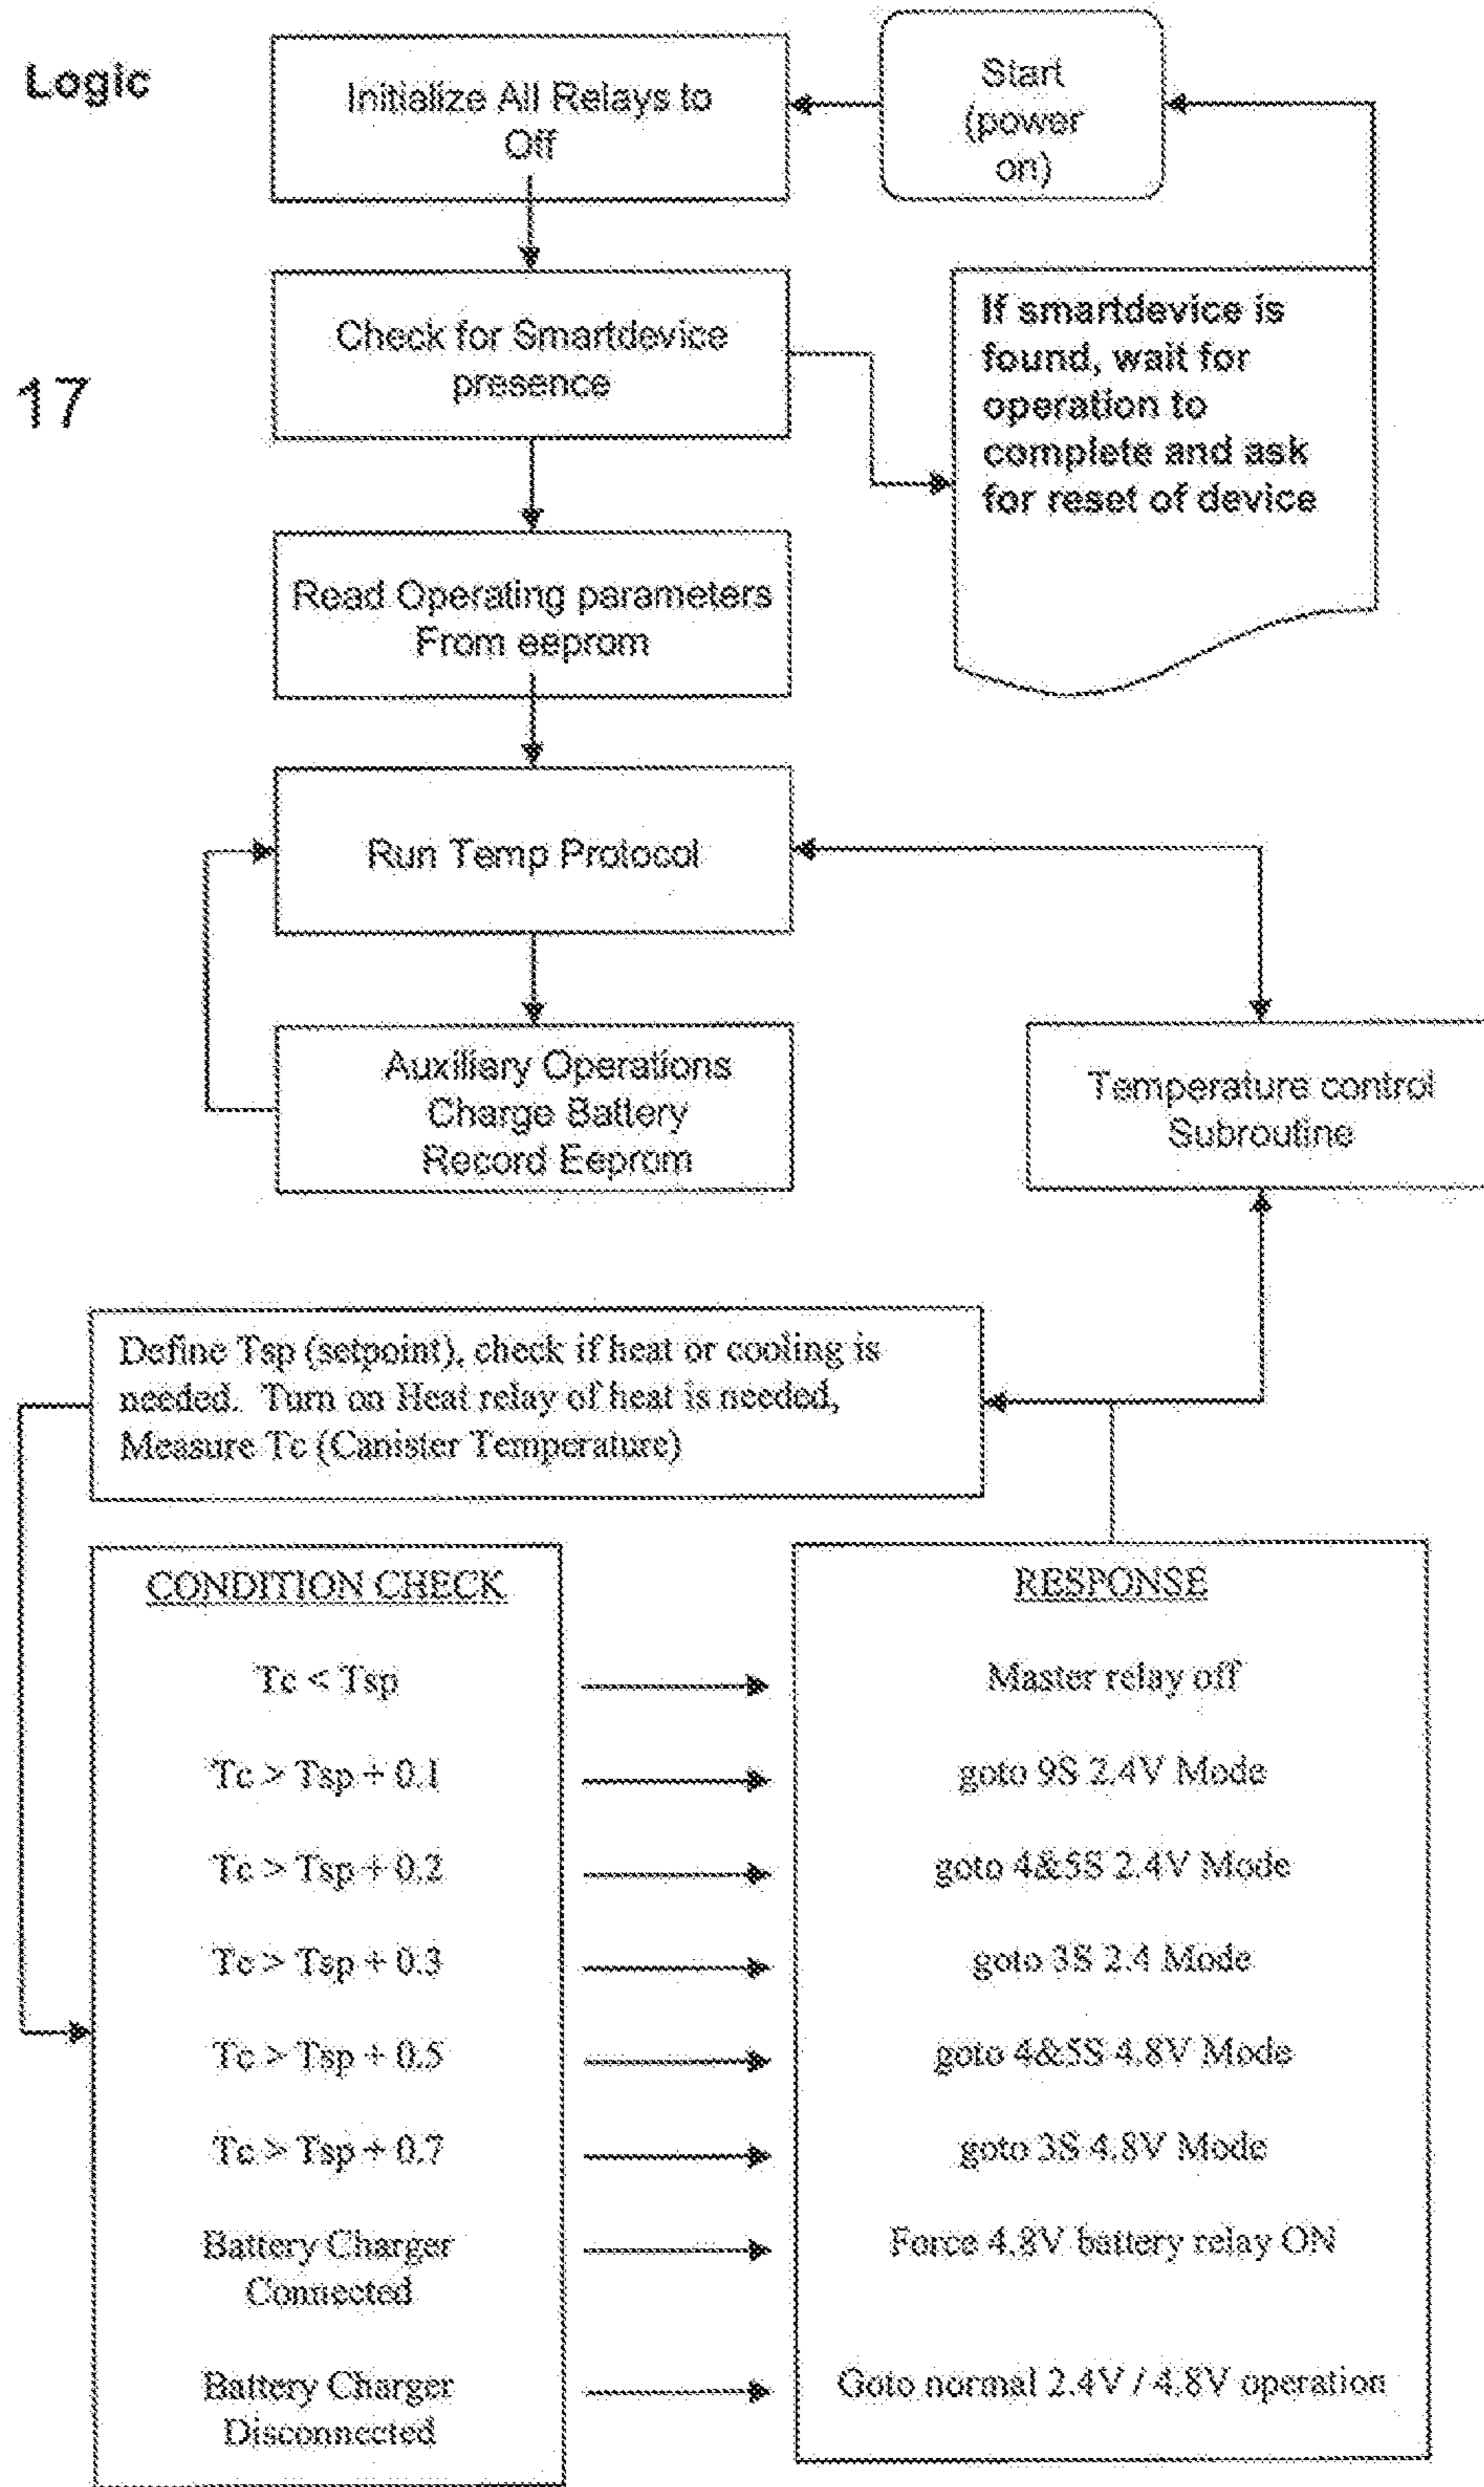 Logic
Initialize All Relays to
Off
Start
(power
on)
17
Check for Smartdevice
presence
If smartdevice is
found, wait for
operation to
complete and ask
for reset of device
Read Operating parameters
From eeprom
Run Temp Protocol
Auxiliary Operations
Charge Battery
Record Eeprom
Temperature control
Subroutine
Define Tsp (setpoint), check if heat or cooling is
needed. Turn on Heat relay of heat is needed,
Measure Tc (Canister Temperature)
CONDITION CHECK
RESPONSE
Tc < Tsp
Master relay off
Tc > Tsp + 0.1
goto 9S 2.4V Mode
Tc > Tsp + 0.2
goto 4&5S 2.4V Mode
Tc > Tsp + 0.3
goto 3S 2.4 Mode
Tc > Tsp + 0.5
goto 4&5S 4.8V Mode
Tc > Tsp + 0.7
goto 3S 4.8V Mode
Battery Charger
Connected
Force 4.8V battery relay ON
Battery Charger
Disconnected
Goto normal 2.4V / 4.8V operation